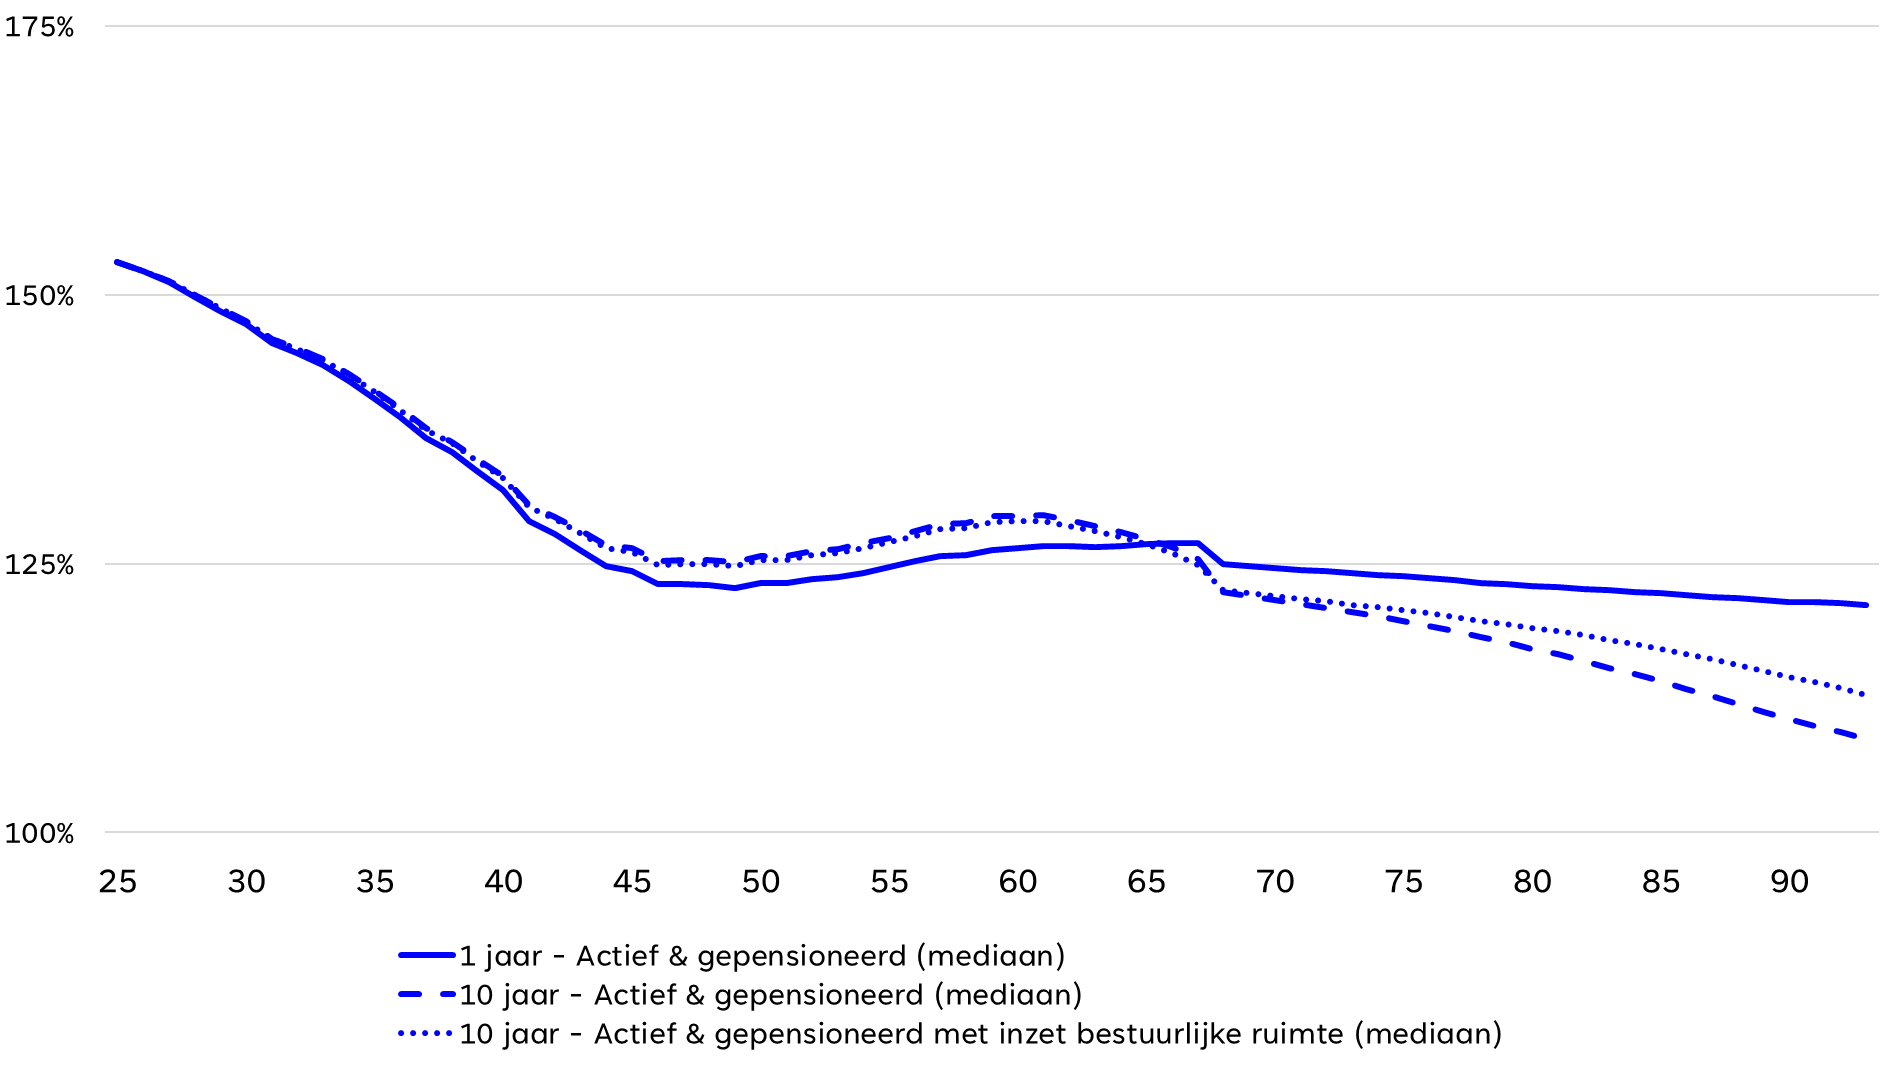 175%
150%
125%
100%
25 30 35 40 45 50 55 60 65 70 75 80 85 90
1 jaar - Actief & gepensioneerd (mediaan)
10 jaar - Actief & gepensioneerd (mediaan)
10 jaar - Actief & gepensioneerd met inzet bestuurlijke ruimte (mediaan)